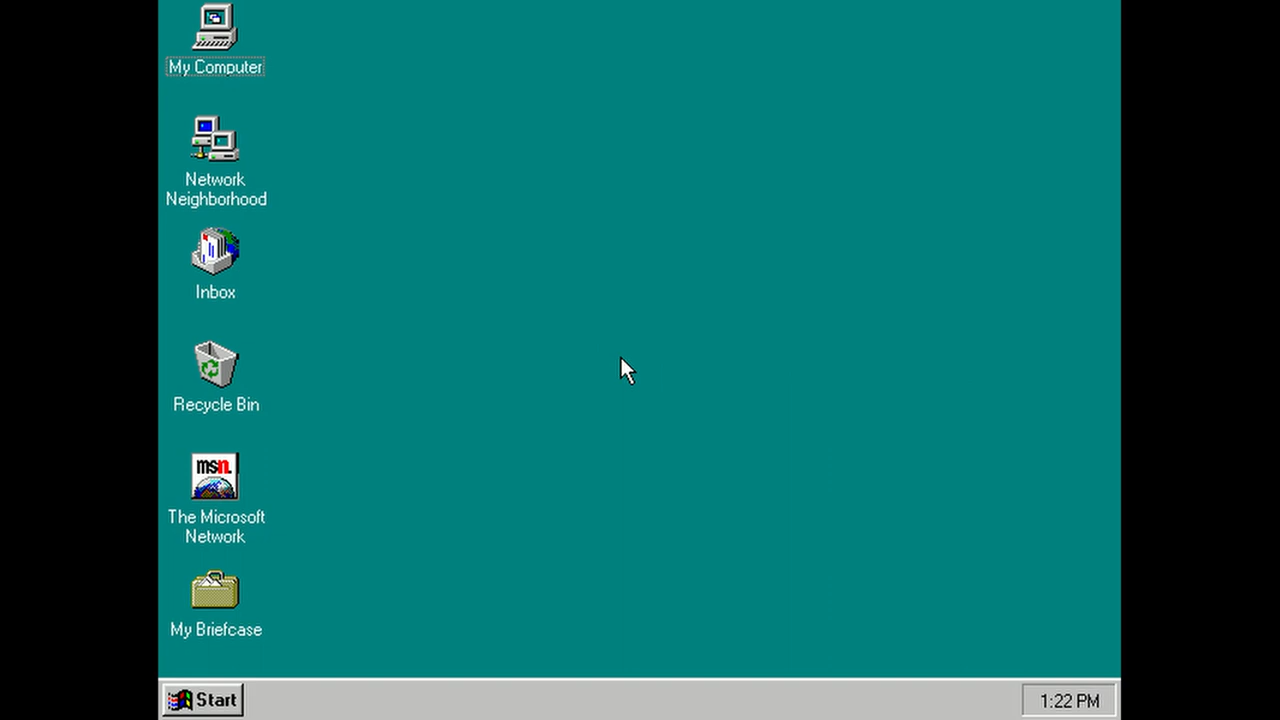 My Computer
Network
Neighborhood
Inbox
Recycle Bin
msn.
The Microsoft
Network
My Briefcase
Start
1:22 PM